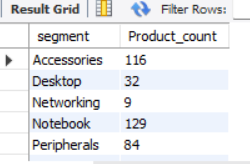 Result Grid Filter Rows:
segment Product_count
Accessories 116
Desktop 32
Networking 9
Notebook 129
Peripherals 84